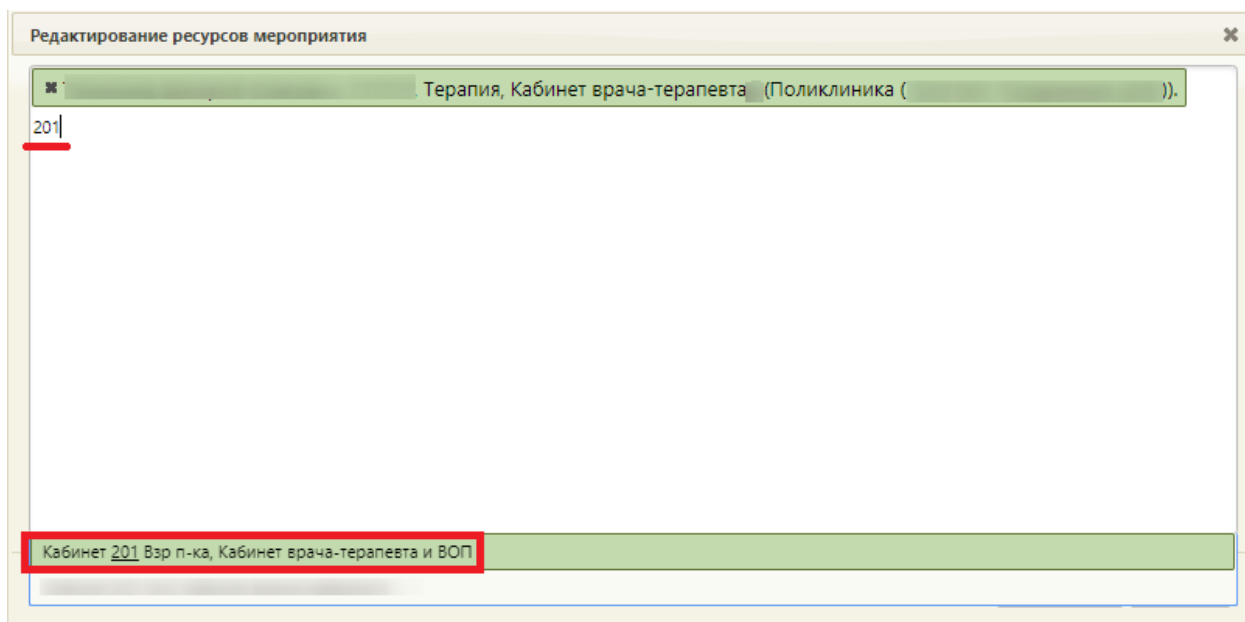 Редактирование ресурсов мероприятия
Терапия, Кабинет врача-терапевта (Поликлиника ( )).
201
Кабинет 201 Взр п-ка, Кабинет врача-терапевта и ВОП